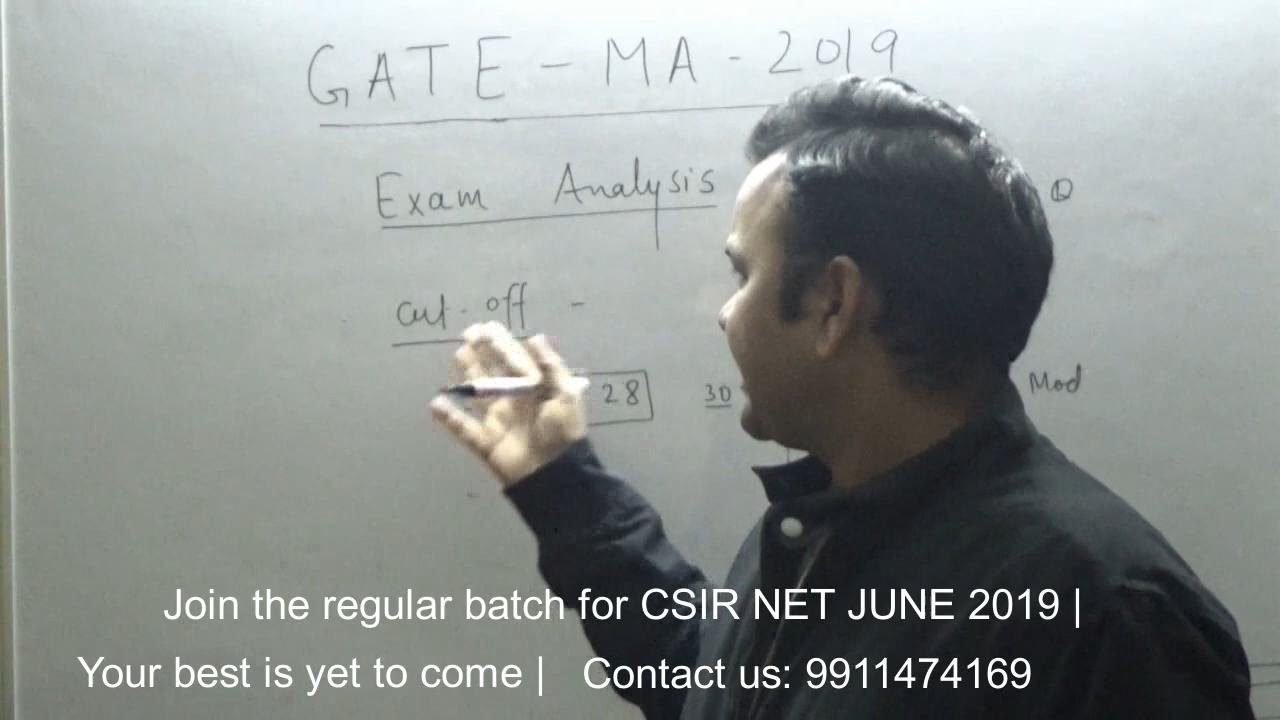 GATE - MA - 2019
Exam Analysis
cut-off -
28 30 Mod
Join the regular batch for CSIR NET JUNE 2019 |
Your best is yet to come | Contact us: 9911474169